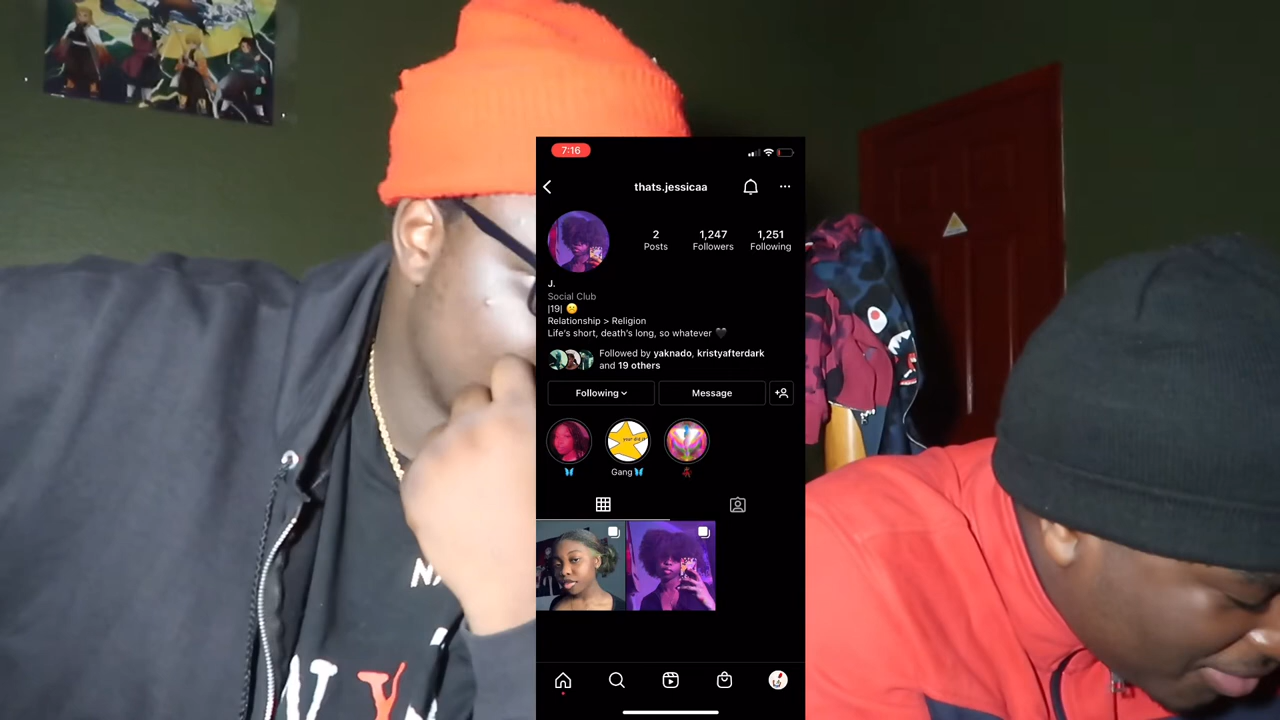 7:16
thats.jessicaa
2
1,247
1,251
Posts
Followers
Following
J.
Social Club
|19| 🙂
Relationship > Religion
Life's short, death's long, so whatever 🖤
Followed by yaknado, kristyafterdark
and 19 others
Following
Message
Gang🦋